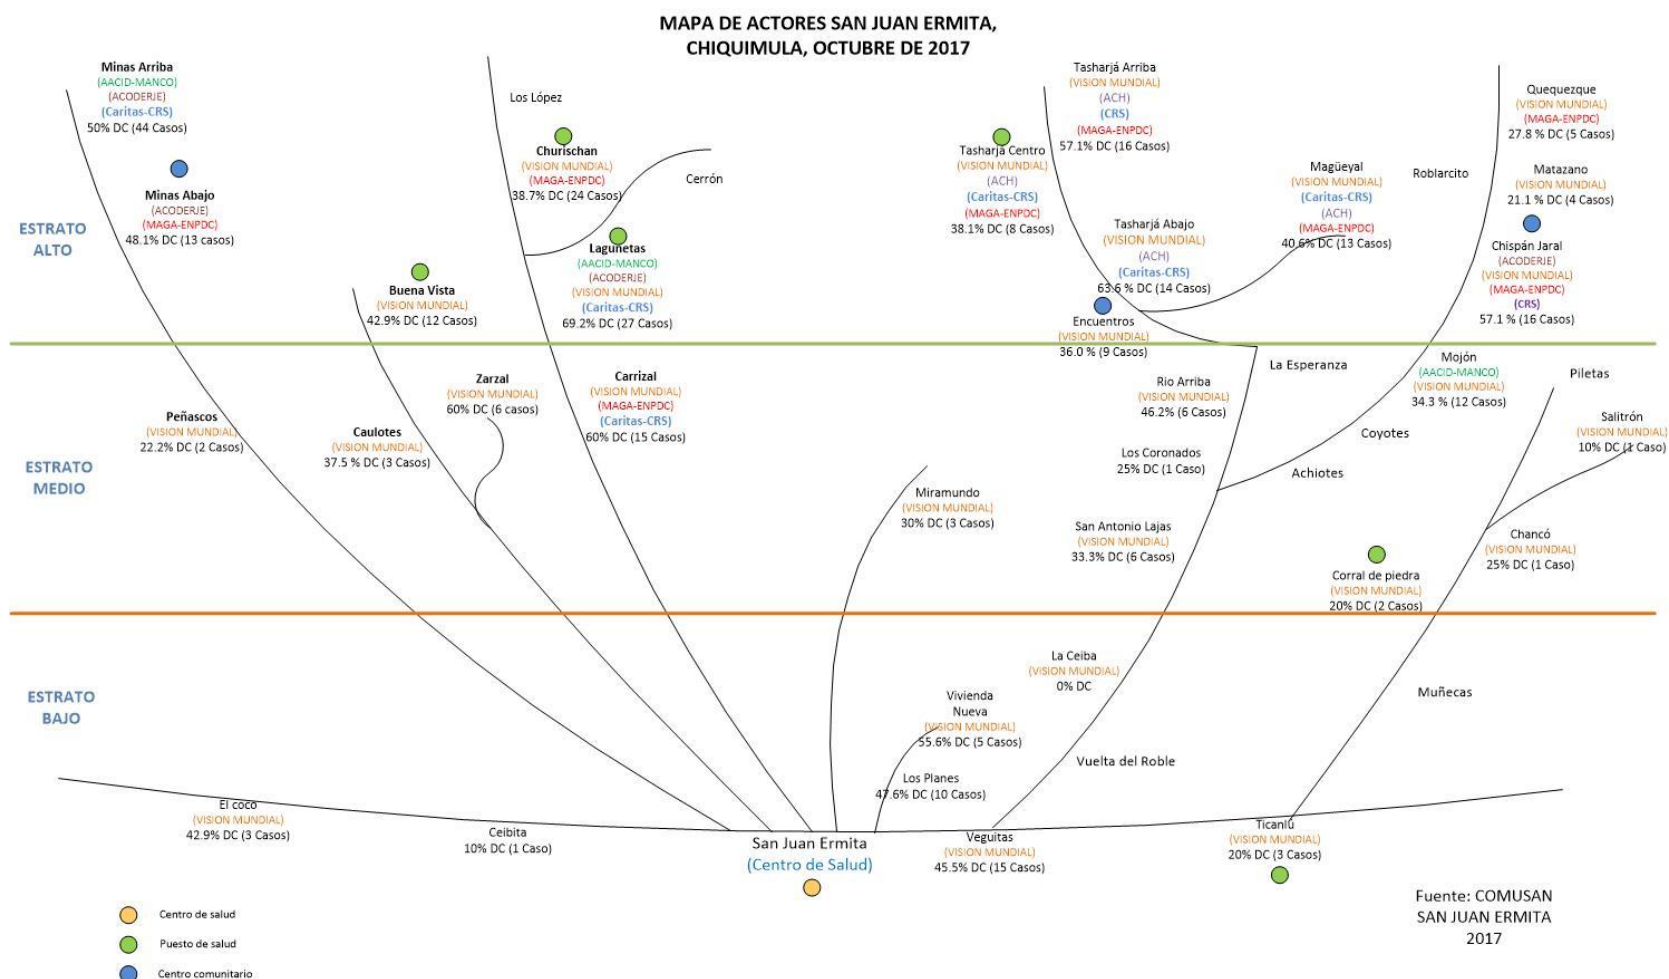 MAPA DE ACTORES SAN JUAN ERMITA,
CHIQUIMULA, OCTUBRE DE 2017
Minas Arriba
(AACID-MANCO)
(ACODERJE)
(Caritas-CRS)
50% DC (44 Casos)
Minas Abajo
(ACODERJE)
(MAGA-ENPDC)
48.1% DC (13 casos)
ESTRATO
ALTO
Buena Vista
(VISION MUNDIAL)
42.9% DC (12 Casos)
Los López
Churischan
(VISION MUNDIAL)
(MAGA-ENPDC)
38.7% DC (24 Casos)
Cerrón
Lagunetas
(AACID-MANCO)
(ACODERJE)
(VISION MUNDIAL)
(Caritas-CRS)
69.2% DC (27 Casos)
Tasharjá Centro
(VISION MUNDIAL)
(ACH)
(Caritas-CRS)
(MAGA-ENPDC)
38.1% DC (8 Casos)
Tasharjá Arriba
(VISION MUNDIAL)
(ACH)
(CRS)
(MAGA-ENPDC)
57.1% DC (16 Casos)
Tasharjá Abajo
(VISION MUNDIAL)
(ACH)
(Caritas-CRS)
63.6 % DC (14 Casos)
Encuentros
(VISION MUNDIAL)
36.0 % (9 Casos)
Magüeyal
(VISION MUNDIAL)
(Caritas-CRS)
(ACH)
(MAGA-ENPDC)
40.6% DC (13 Casos)
Roblarcito
Quequezque
(VISION MUNDIAL)
(MAGA-ENPDC)
27.8 % DC (5 Casos)
Matazano
(VISION MUNDIAL)
21.1 % DC (4 Casos)
Chispán Jaral
(ACODERJE)
(VISION MUNDIAL)
(MAGA-ENPDC)
(CRS)
57.1 % (16 Casos)
ESTRATO
MEDIO
Peñascos
(VISION MUNDIAL)
22.2% DC (2 Casos)
Caulotes
(VISION MUNDIAL)
37.5 % DC (3 Casos)
Zarzal
(VISION MUNDIAL)
60% DC (6 casos)
Carrizal
(VISION MUNDIAL)
(MAGA-ENPDC)
(Caritas-CRS)
60% DC (15 Casos)
Miramundo
(VISION MUNDIAL)
30% DC (3 Casos)
La Esperanza
Rio Arriba
(VISION MUNDIAL)
46.2% (6 Casos)
Los Coronados
25% DC (1 Caso)
San Antonio Lajas
(VISION MUNDIAL)
33.3% DC (6 Casos)
Mojón
(AACID-MANCO)
(VISION MUNDIAL)
34.3 % (12 Casos)
Coyotes
Achiotes
Piletas
Salitrón
(VISION MUNDIAL)
10% DC (1 Caso)
Chancó
(VISION MUNDIAL)
25% DC (1 Caso)
Corral de piedra
(VISION MUNDIAL)
20% DC (2 Casos)
ESTRATO
BAJO
La Ceiba
(VISION MUNDIAL)
0% DC
Vivienda
Nueva
(VISION MUNDIAL)
55.6% DC (5 Casos)
Los Planes
47.6% DC (10 Casos)
Vuelta del Roble
Muñecas
El coco
(VISION MUNDIAL)
42.9% DC (3 Casos)
Ceibita
10% DC (1 Caso)
San Juan Ermita
(Centro de Salud)
Veguitas
(VISION MUNDIAL)
45.5% DC (15 Casos)
Ticanlú
(VISION MUNDIAL)
20% DC (3 Casos)
Centro de salud
Puesto de salud
Centro comunitario
Fuente: COMUSAN
SAN JUAN ERMITA
2017